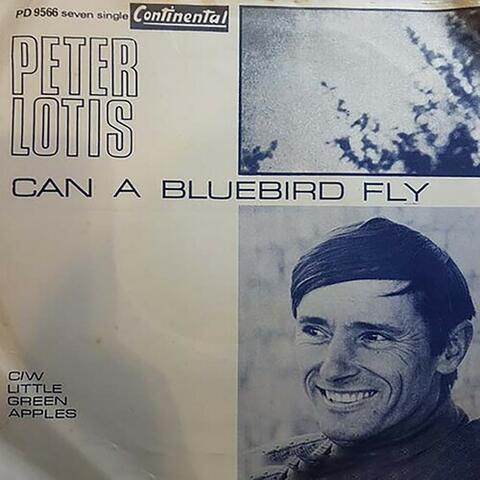 PD 9566 seven single Continental
PETER
LOTIS
CAN A BLUEBIRD FLY
C/W
LITTLE
GREEN
APPLES